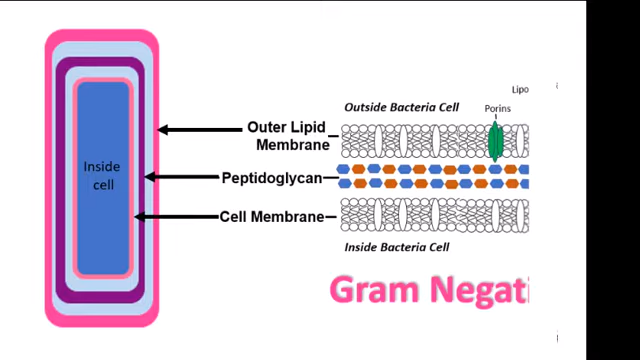 Lipo
Outside Bacteria Cell
Porins
Outer Lipid
Membrane
Peptidoglycan
Inside
cell
Cell Membrane
Inside Bacteria Cell
Gram Negati